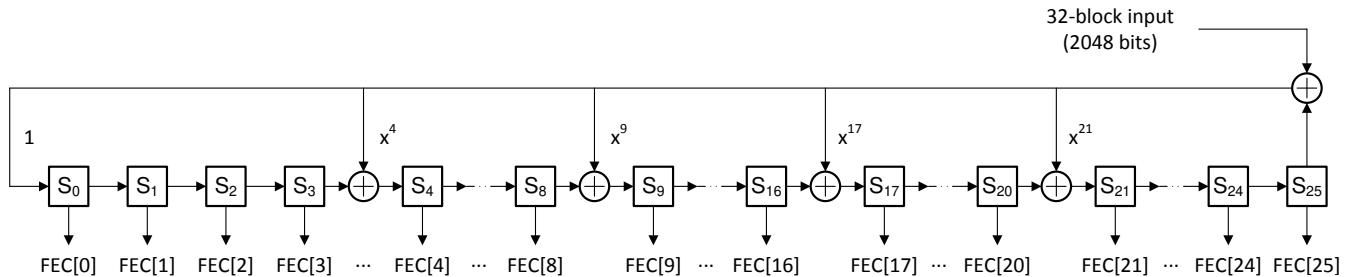 32-block input
(2048 bits)
1 x⁴ x⁹ x¹⁷ x²¹
S₀ S₁ S₂ S₃ S₄ ··· S₈ S₉ ··· S₁₆ S₁₇ ··· S₂₀ S₂₁ ··· S₂₄ S₂₅
FEC[0] FEC[1] FEC[2] FEC[3] ··· FEC[4] ··· FEC[8] FEC[9] ··· FEC[16] FEC[17] ··· FEC[20] FEC[21] ··· FEC[24] FEC[25]